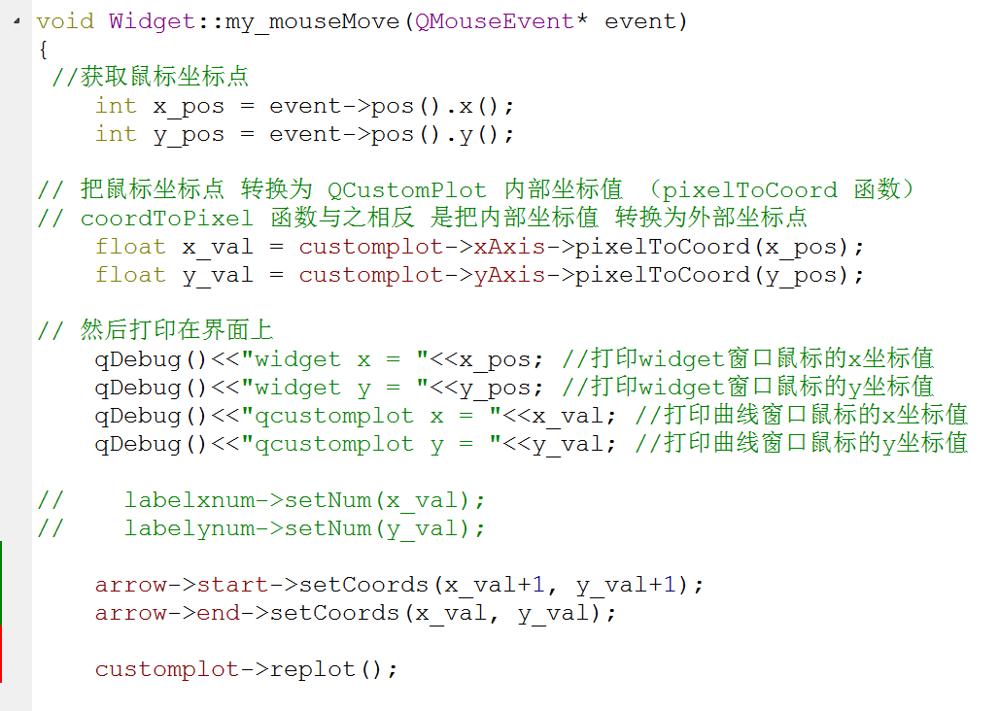 void Widget::my_mouseMove(QMouseEvent* event)
{
//获取鼠标坐标点
int x_pos = event->pos().x();
int y_pos = event->pos().y();
// 把鼠标坐标点 转换为 QCustomPlot 内部坐标值 （pixelToCoord 函数）
// coordToPixel 函数与之相反 是把内部坐标值 转换为外部坐标点
float x_val = customplot->xAxis->pixelToCoord(x_pos);
float y_val = customplot->yAxis->pixelToCoord(y_pos);
// 然后打印在界面上
qDebug()<<"widget x = "<<x_pos; //打印widget窗口鼠标的x坐标值
qDebug()<<"widget y = "<<y_pos; //打印widget窗口鼠标的y坐标值
qDebug()<<"qcustomplot x = "<<x_val; //打印曲线窗口鼠标的x坐标值
qDebug()<<"qcustomplot y = "<<y_val; //打印曲线窗口鼠标的y坐标值
//    labelxnum->setNum(x_val);
//    labelynum->setNum(y_val);
arrow->start->setCoords(x_val+1, y_val+1);
arrow->end->setCoords(x_val, y_val);
customplot->replot();